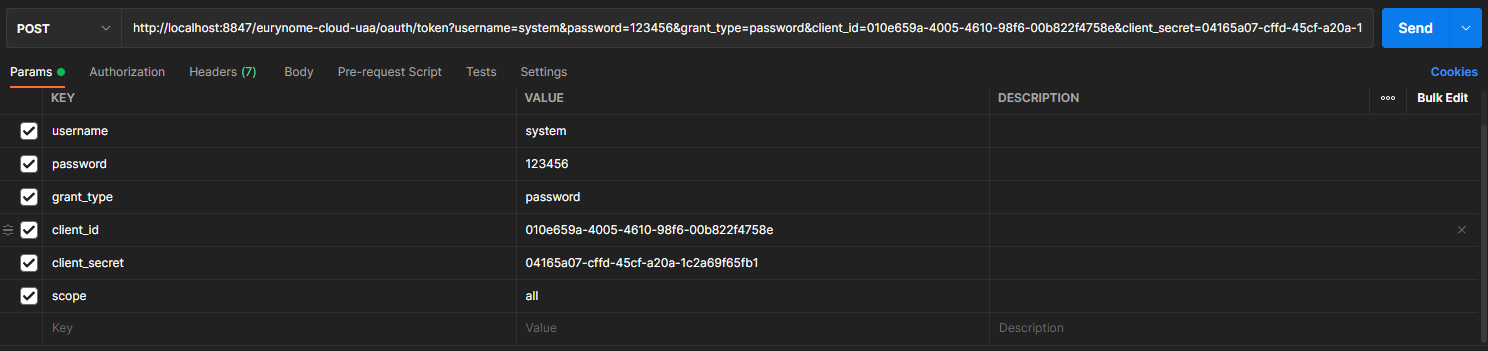 POST http://localhost:8847/eurynome-cloud-uaa/oauth/token?username=system&password=123456&grant_type=password&client_id=010e659a-4005-4610-98f6-00b822f4758e&client_secret=04165a07-cffd-45cf-a20a-1 Send
Params Authorization Headers (7) Body Pre-request Script Tests Settings Cookies
KEY VALUE DESCRIPTION ooo Bulk Edit
username system
password 123456
grant_type password
client_id 010e659a-4005-4610-98f6-00b822f4758e
client_secret 04165a07-cffd-45cf-a20a-1c2a69f65fb1
scope all
Key Value Description